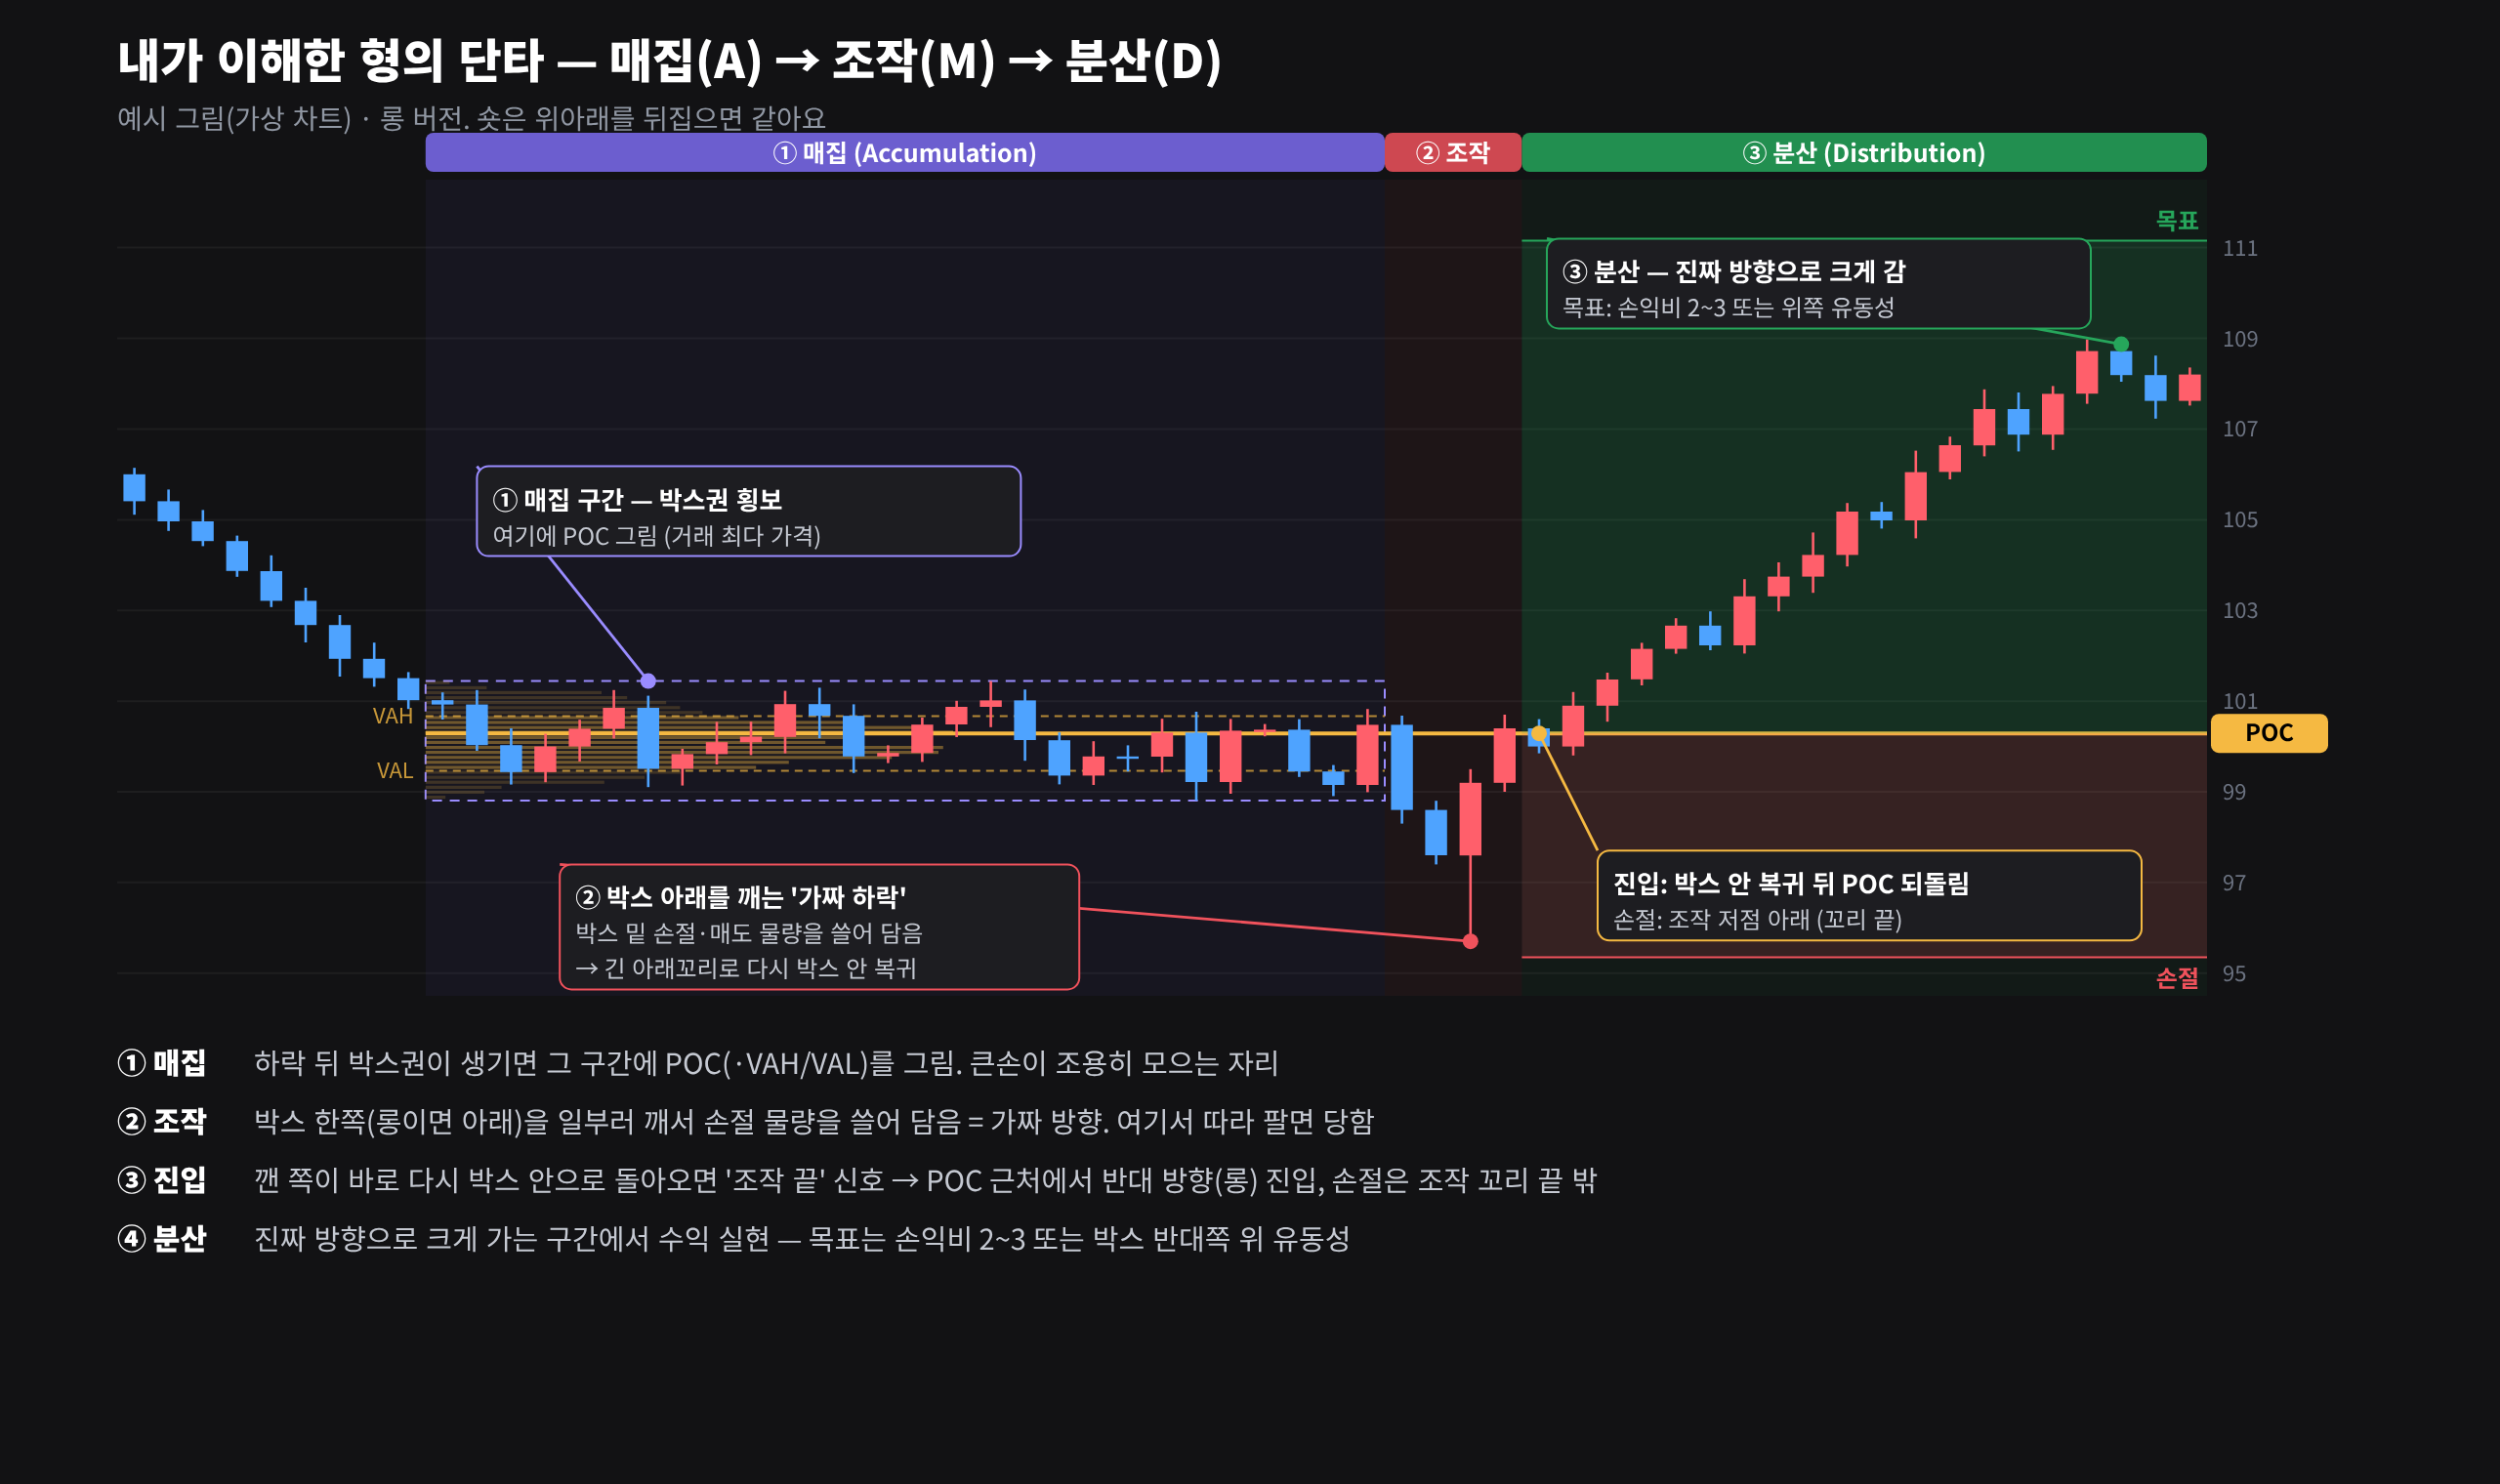 내가 이해한 형의 단타 — 매집(A) → 조작(M) → 분산(D)
예시 그림(가상 차트) · 롱 버전. 숏은 위아래를 뒤집으면 같아요
① 매집 (Accumulation)
② 조작
③ 분산 (Distribution)
목표
111
③ 분산 — 진짜 방향으로 크게 감
목표: 손익비 2~3 또는 위쪽 유동성
109
107
① 매집 구간 — 박스권 횡보
여기에 POC 그림 (거래 최다 가격)
105
103
101
VAH
POC
VAL
99
② 박스 아래를 깨는 '가짜 하락'
박스 밑 손절·매도 물량을 쓸어 담음
→ 긴 아래꼬리로 다시 박스 안 복귀
진입: 박스 안 복귀 뒤 POC 되돌림
손절: 조작 저점 아래 (꼬리 끝)
97
손절
95
① 매집 하락 뒤 박스권이 생기면 그 구간에 POC(·VAH/VAL)를 그림. 큰손이 조용히 모으는 자리
② 조작 박스 한쪽(롱이면 아래)을 일부러 깨서 손절 물량을 쓸어 담음 = 가짜 방향. 여기서 따라 팔면 당함
③ 진입 깬 쪽이 바로 다시 박스 안으로 돌아오면 '조작 끝' 신호 → POC 근처에서 반대 방향(롱) 진입, 손절은 조작 꼬리 끝 밖
④ 분산 진짜 방향으로 크게 가는 구간에서 수익 실현 — 목표는 손익비 2~3 또는 박스 반대쪽 위 유동성